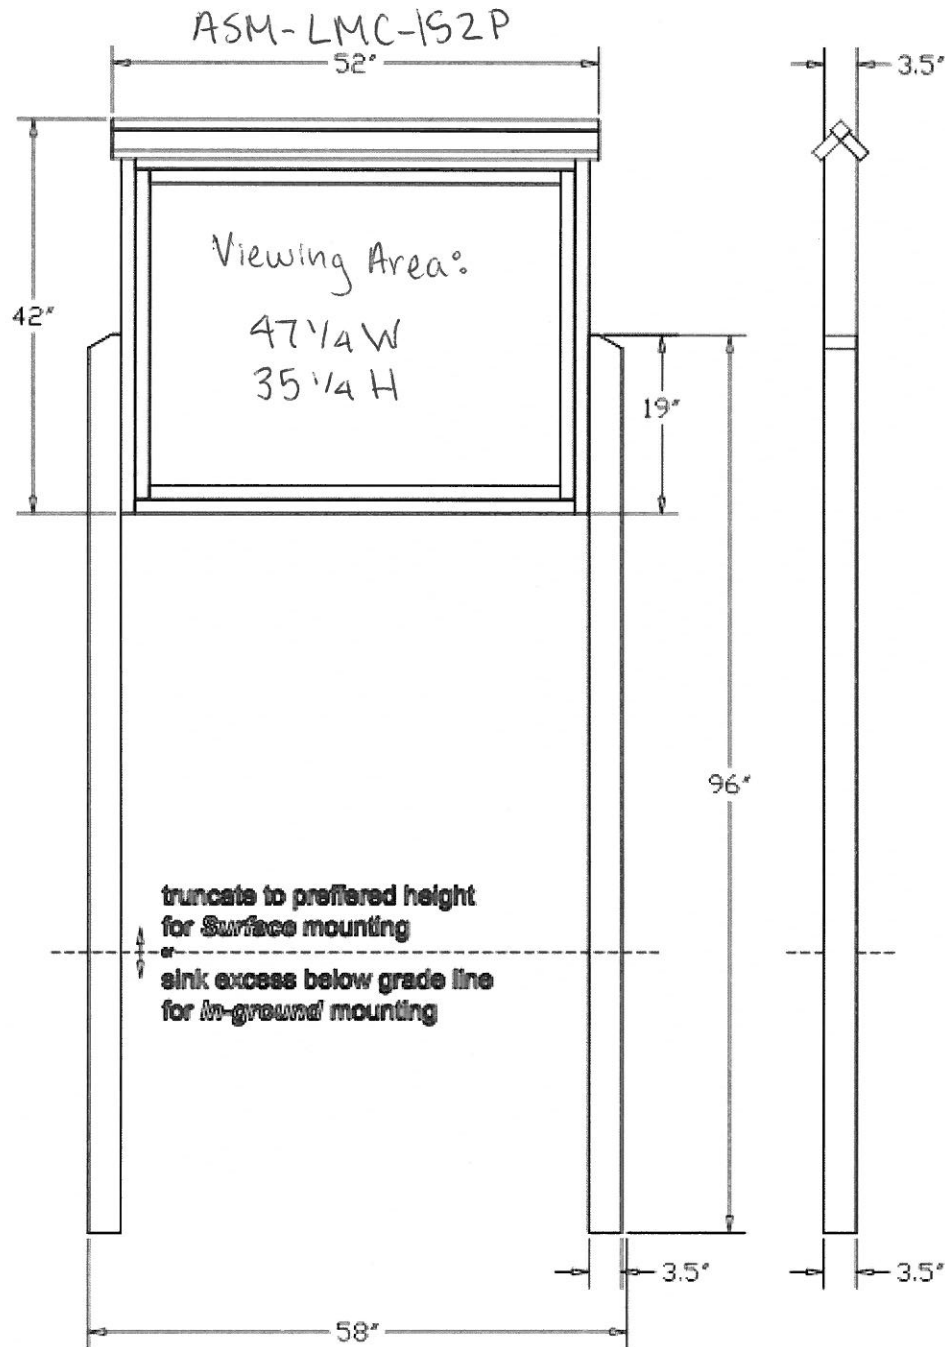 ASM-LMC-152P
52"
3.5"
42"
Viewing Area:
47 1/4 W
35 1/4 H
19"
96"
truncate to preffered height
for Surface mounting
or
sink excess below grade line
for In-ground mounting
3.5"
3.5"
58"